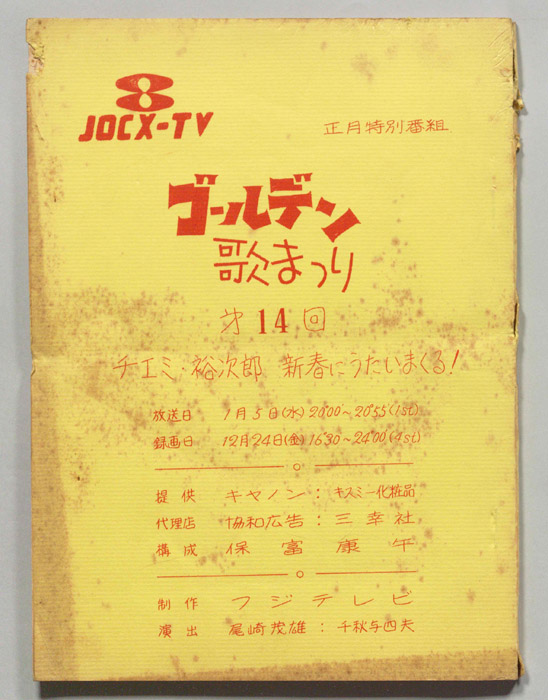 8
JOCX-TV
正月特別番組
ゴールデン
歌まつり
㐧14回
チエミ・裕次郎 新春にうたいまくる!
放送日 1月5日(水)20°00~20°55(1st)
録画日 12月24日(金)16°30~24°00(4st)
提供 キヤノン:キスミー化粧品
代理店 協和広告:三幸社
構成 保富康午
制作 フジテレビ
演出 尾崎茂雄:千秋与四夫